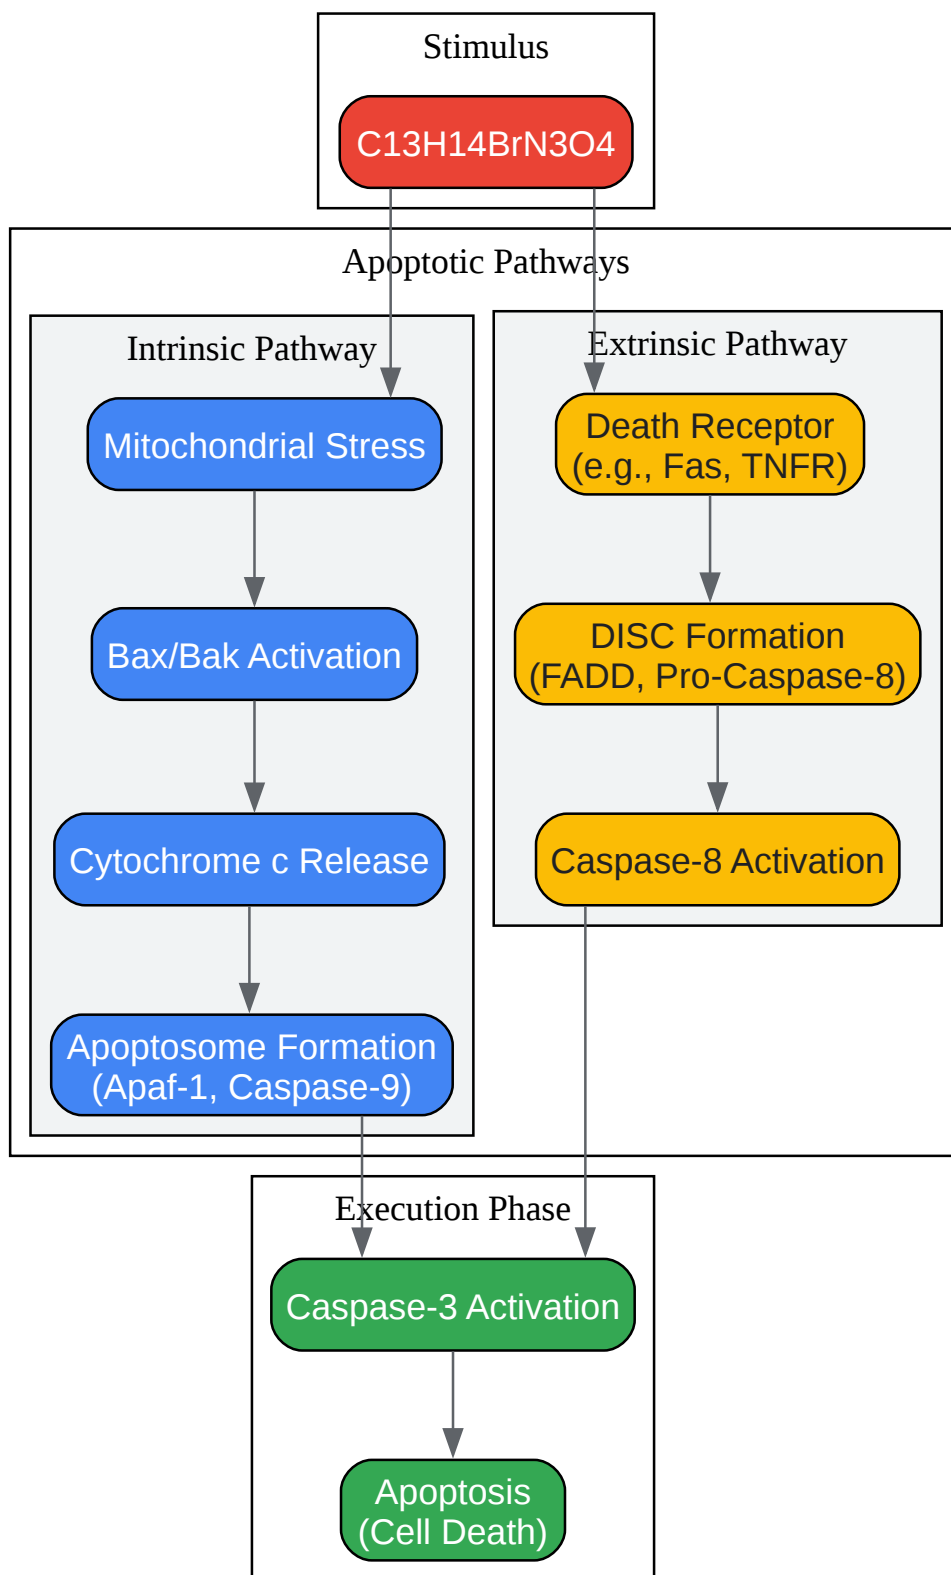 Stimulus
C13H14BrN3O4
Apoptotic Pathways
Intrinsic Pathway
Mitochondrial Stress
Bax/Bak Activation
Cytochrome c Release
Apoptosome Formation
(Apaf-1, Caspase-9)
Extrinsic Pathway
Death Receptor
(e.g., Fas, TNFR)
DISC Formation
(FADD, Pro-Caspase-8)
Caspase-8 Activation
Execution Phase
Caspase-3 Activation
Apoptosis
(Cell Death)